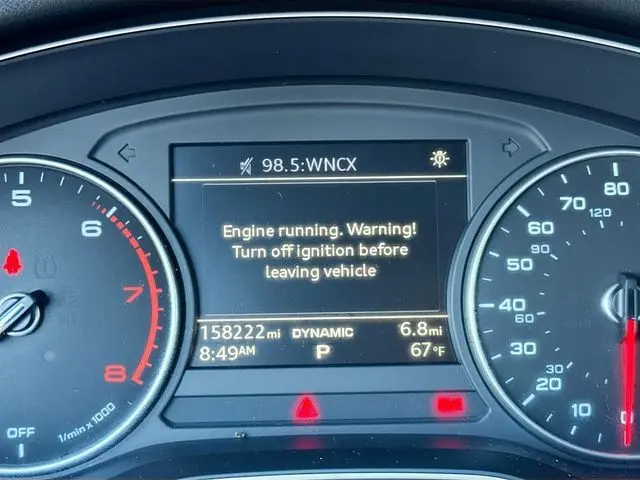 98.5:WNCX
Engine running. Warning!
Turn off ignition before
leaving vehicle
158222mi DYNAMIC 6.8mi
8:49AM P 67°F
5
6
7
8
1/min x 1000
OFF
80
70
120
60
90
50
40
60
30
30
20
10
0